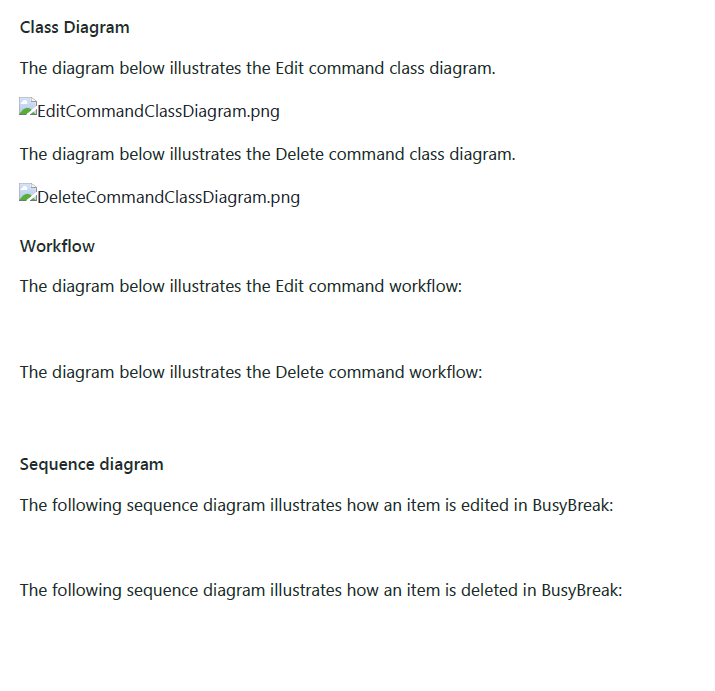 Class Diagram
The diagram below illustrates the Edit command class diagram.
EditCommandClassDiagram.png
The diagram below illustrates the Delete command class diagram.
DeleteCommandClassDiagram.png
Workflow
The diagram below illustrates the Edit command workflow:
The diagram below illustrates the Delete command workflow:
Sequence diagram
The following sequence diagram illustrates how an item is edited in BusyBreak:
The following sequence diagram illustrates how an item is deleted in BusyBreak: